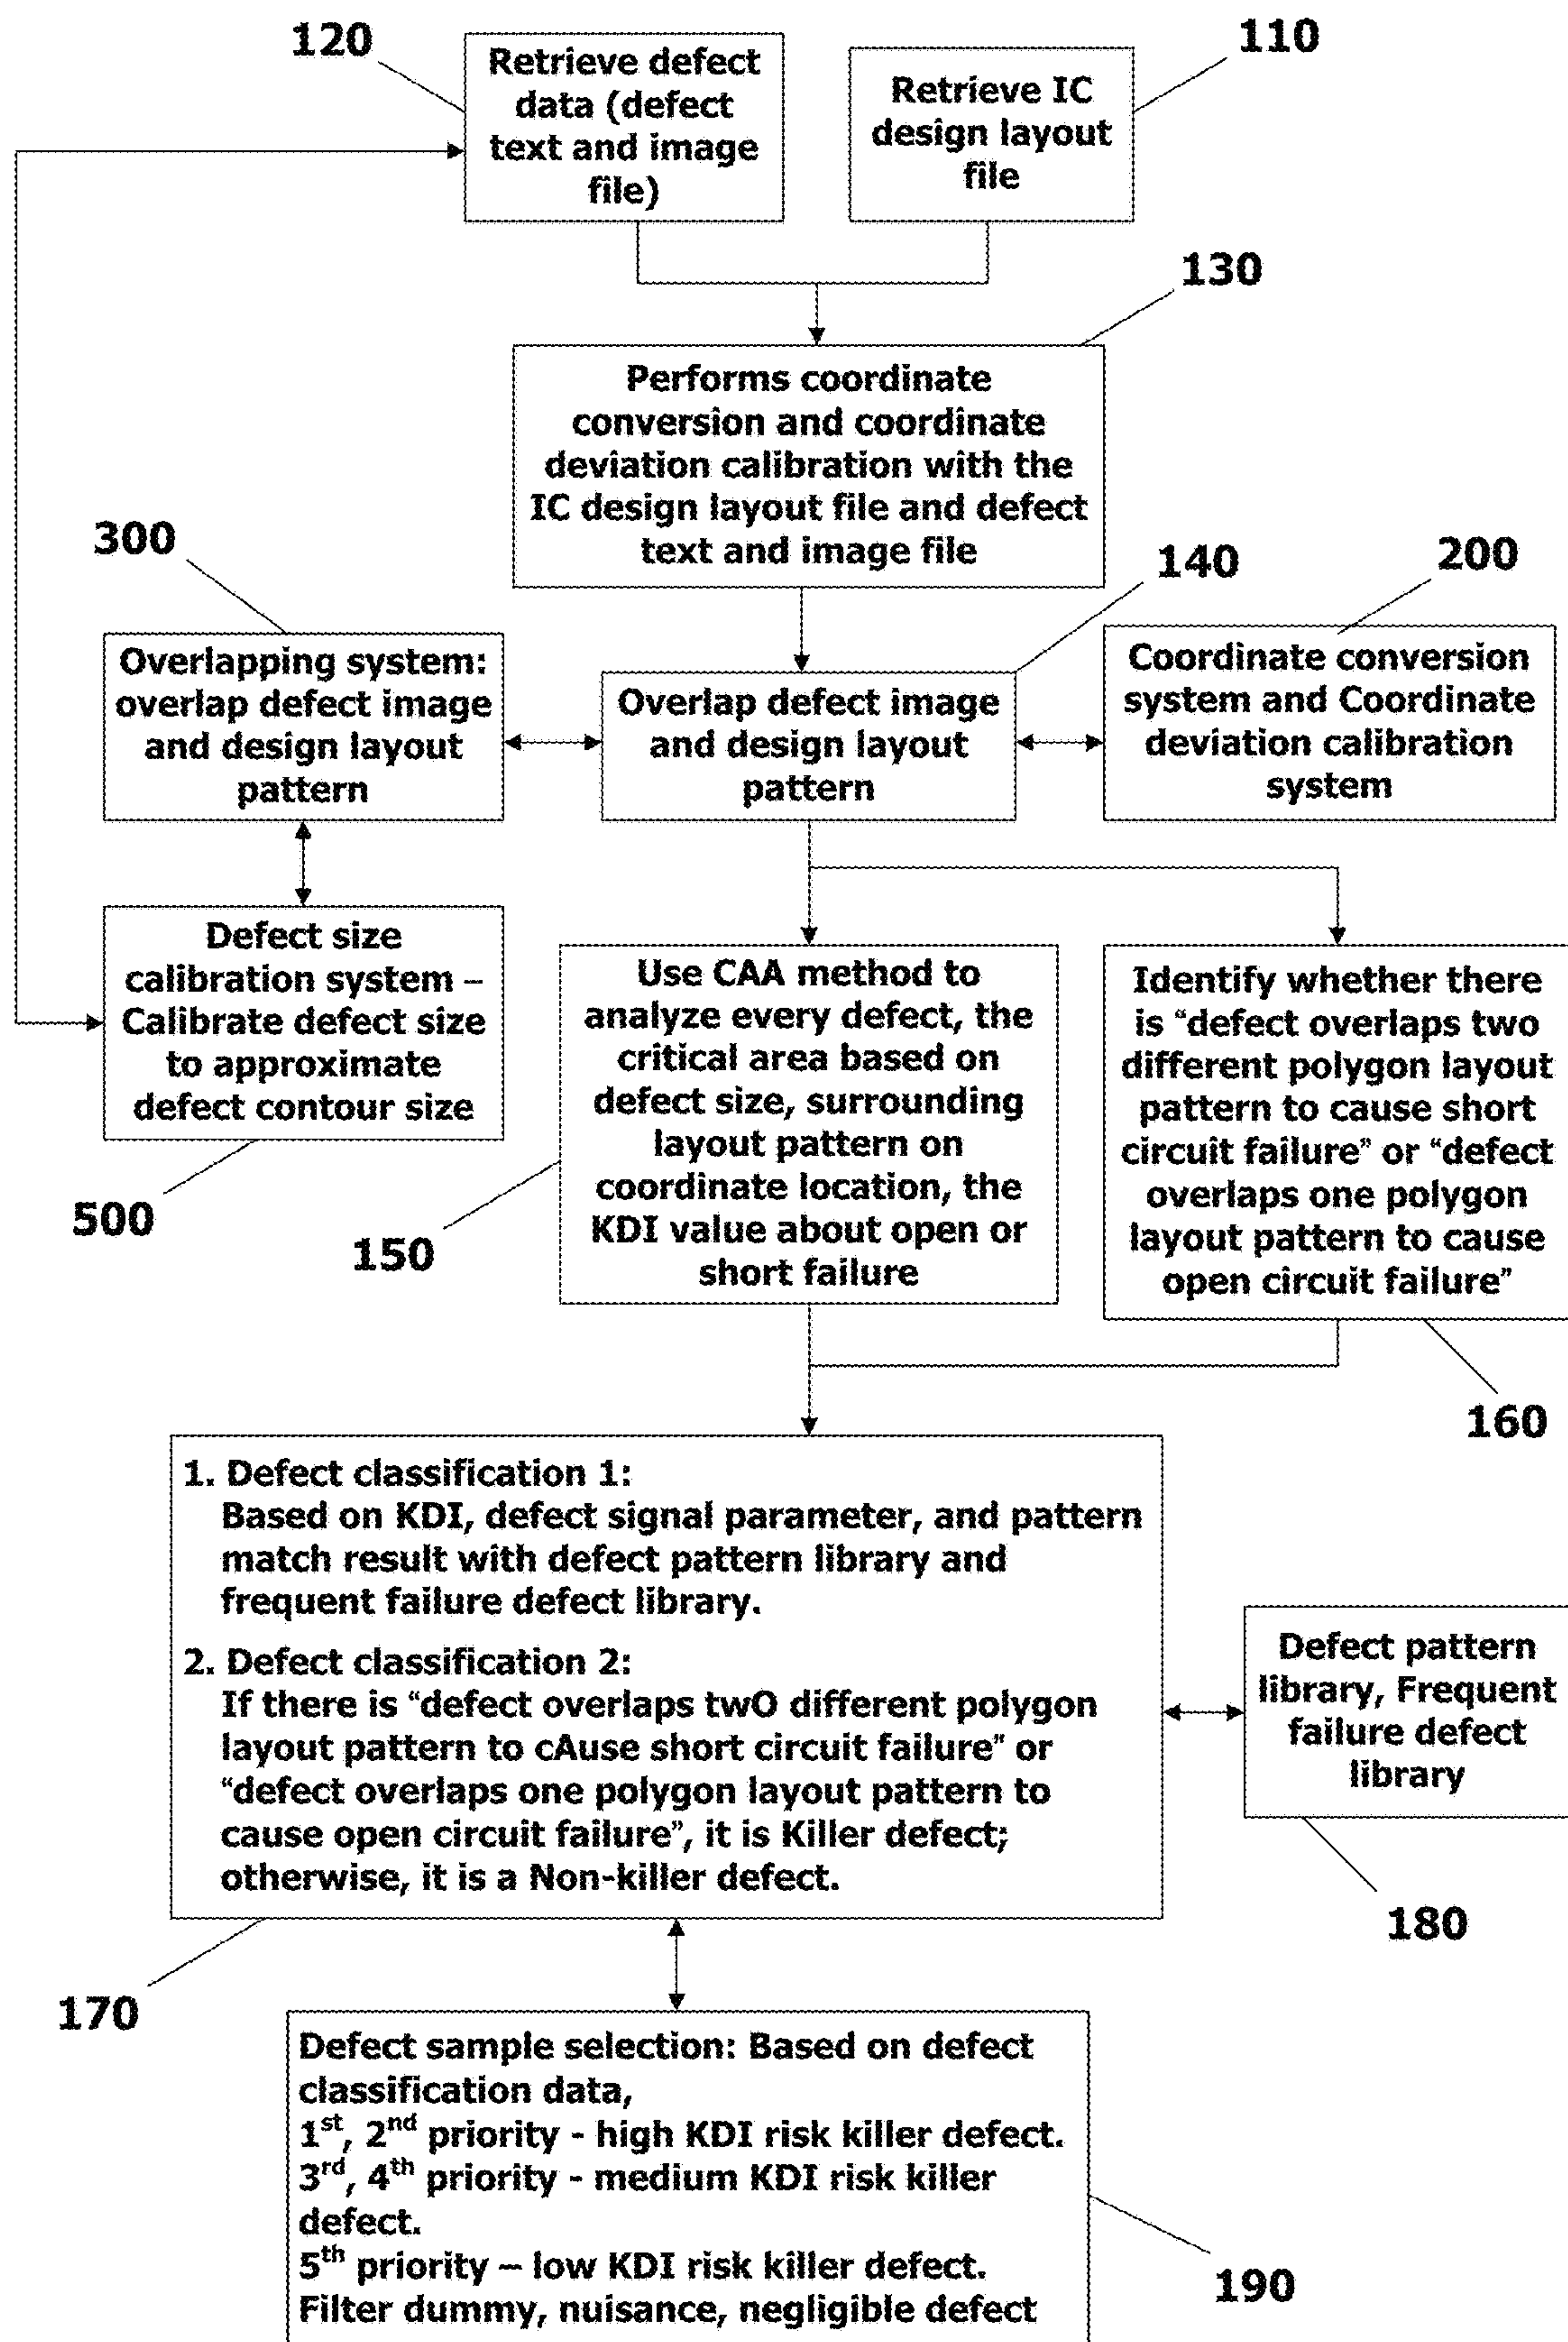 120
Retrieve defect
data (defect
text and image
file)
110
Retrieve IC
design layout
file
130
Performs coordinate
conversion and coordinate
deviation calibration with the
IC design layout file and defect
text and image file
300
Overlapping system:
overlap defect image
and design layout
pattern
140
Overlap defect image
and design layout
pattern
200
Coordinate conversion
system and Coordinate
deviation calibration
system
Defect size
calibration system –
Calibrate defect size
to approximate
defect contour size
500
Use CAA method to
analyze every defect, the
critical area based on
defect size, surrounding
layout pattern on
coordinate location, the
KDI value about open or
short failure
150
Identify whether there
is “defect overlaps two
different polygon layout
pattern to cause short
circuit failure” or “defect
overlaps one polygon
layout pattern to cause
open circuit failure”
160
1. Defect classification 1:
Based on KDI, defect signal parameter, and pattern
match result with defect pattern library and
frequent failure defect library.
2. Defect classification 2:
If there is “defect overlaps twO different polygon
layout pattern to cAuse short circuit failure” or
“defect overlaps one polygon layout pattern to
cause open circuit failure”, it is Killer defect;
otherwise, it is a Non-killer defect.
170
Defect pattern
library, Frequent
failure defect
library
180
Defect sample selection: Based on defect
classification data,
1st, 2nd priority - high KDI risk killer defect.
3rd, 4th priority - medium KDI risk killer
defect.
5th priority – low KDI risk killer defect.
Filter dummy, nuisance, negligible defect
190